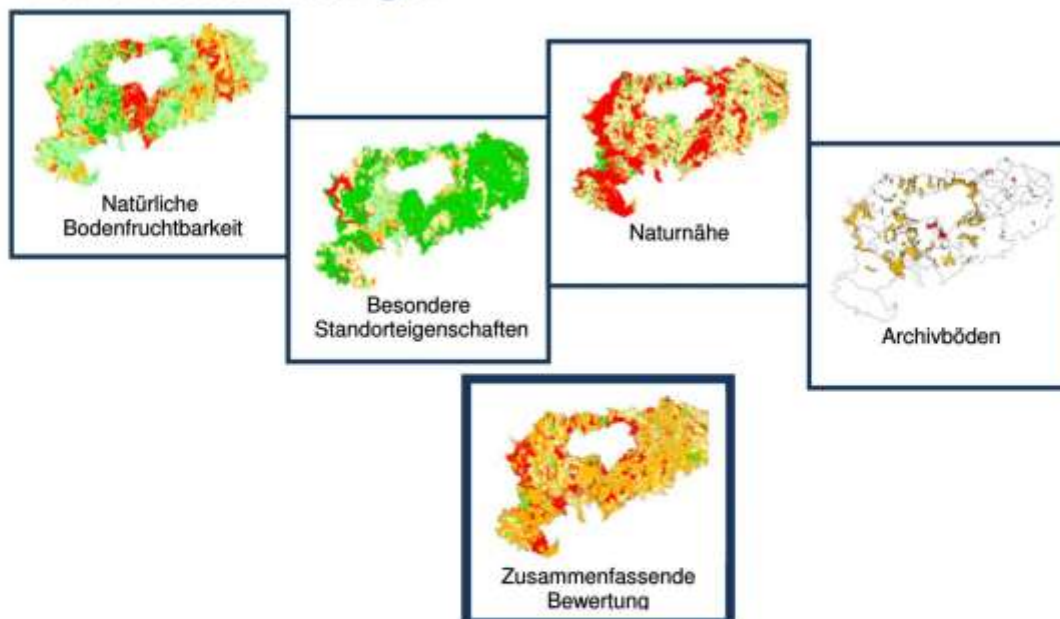 Natürliche
Bodenfruchtbarkeit
Besondere
Standorteigenschaften
Naturnähe
Archivböden
Zusammenfassende
Bewertung